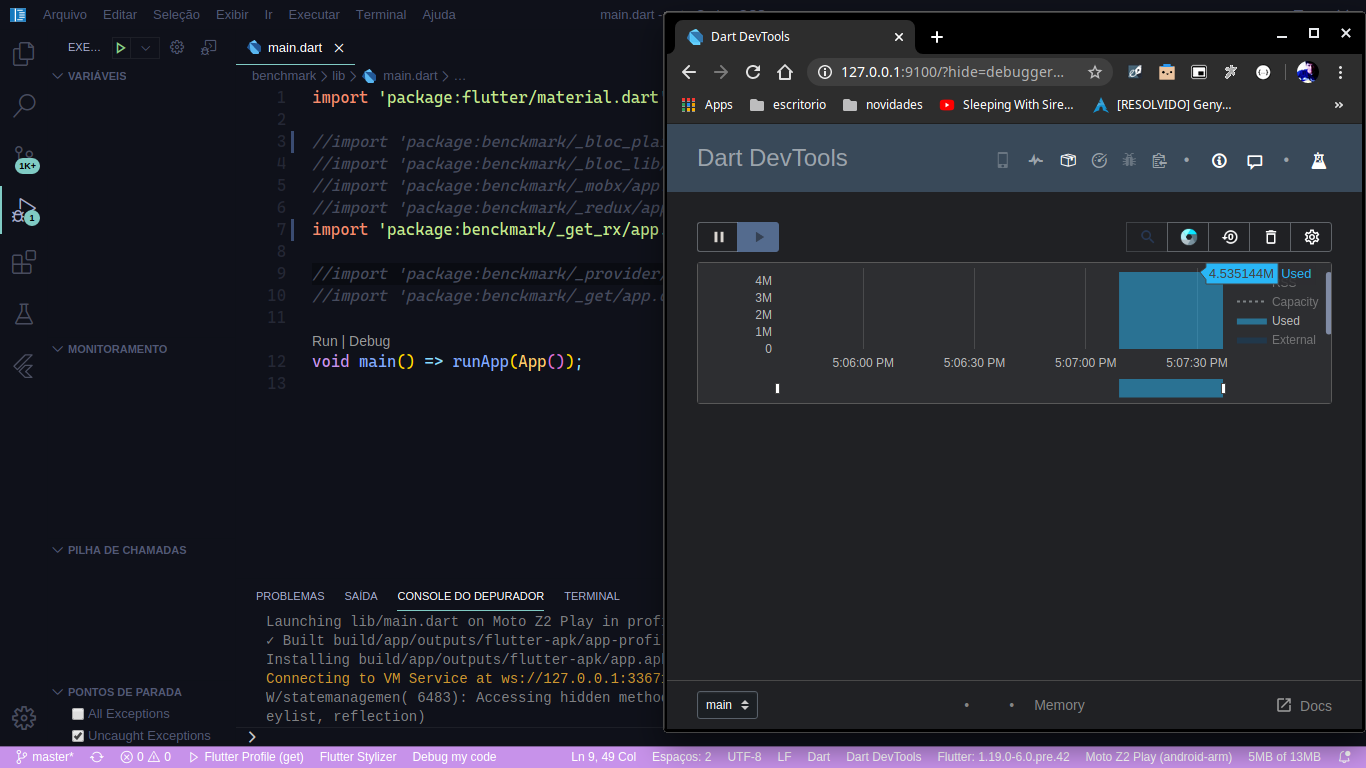 Arquivo Editar Seleção Exibir Ir Executar Terminal Ajuda
main.dart -
EXE...
main.dart
VARIÁVEIS
benchmark > lib > main.dart > ...
1 import 'package:flutter/material.dart'
2
3 //import 'package:benckmark/_bloc_plai
4 //import 'package:benckmark/_bloc_lib/
5 //import 'package:benckmark/_mobx/app
6 //import 'package:benckmark/_redux/app
7 import 'package:benckmark/_get_rx/app.
8
9 //import 'package:benckmark/_provider/
10 //import 'package:benckmark/_get/app.d
11
Run | Debug
12 void main() => runApp(App());
13
1K+
1
MONITORAMENTO
PILHA DE CHAMADAS
PONTOS DE PARADA
All Exceptions
Uncaught Exceptions
PROBLEMAS SAÍDA CONSOLE DO DEPURADOR TERMINAL
Launching lib/main.dart on Moto Z2 Play in profi
✓ Built build/app/outputs/flutter-apk/app-profi
Installing build/app/outputs/flutter-apk/app.apk
Connecting to VM Service at ws://127.0.0.1:3367
W/statemanagemen( 6483): Accessing hidden metho
eylist, reflection)
Dart DevTools
127.0.0.1:9100/?hide=debugger...
Apps escritorio novidades Sleeping With Sire... [RESOLVIDO] Geny... »
Dart DevTools
4M
3M
2M
1M
0
5:06:00 PM 5:06:30 PM 5:07:00 PM 5:07:30 PM
4.535144M Used
Capacity
Used
External
main
• • Memory
Docs
master* 0 0 Flutter Profile (get) Flutter Stylizer Debug my code Ln 9, 49 Col Espaços: 2 UTF-8 LF Dart Dart DevTools Flutter: 1.19.0-6.0.pre.42 Moto Z2 Play (android-arm) 5MB of 13MB